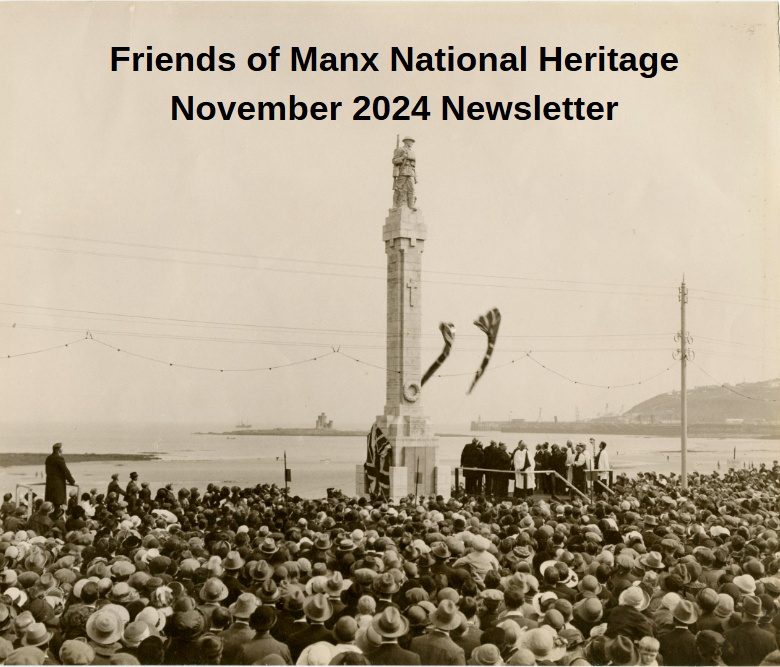 Friends of Manx National Heritage
November 2024 Newsletter